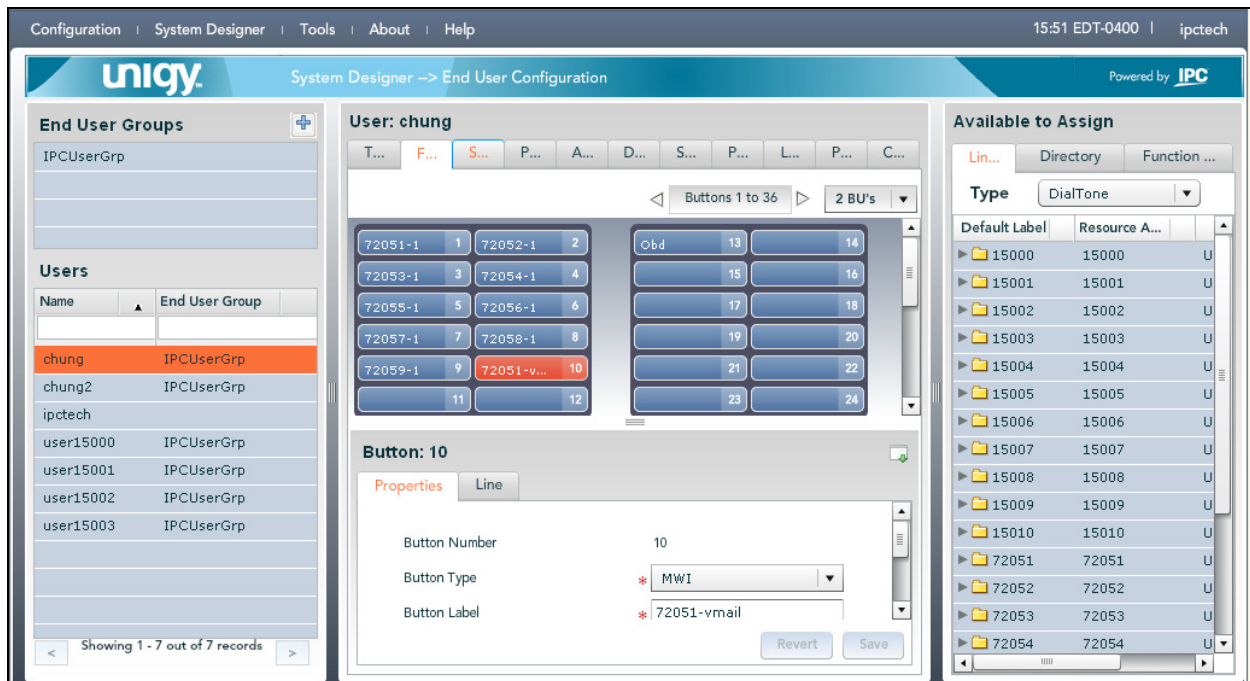 Configuration | System Designer | Tools | About | Help
15:51 EDT-0400 | ipctech
unigy™ System Designer --> End User Configuration
Powered by IPC
End User Groups
IPCUserGrp
Users
Name End User Group
chung IPCUserGrp
chung2 IPCUserGrp
ipctech
user15000 IPCUserGrp
user15001 IPCUserGrp
user15002 IPCUserGrp
user15003 IPCUserGrp
< Showing 1 - 7 out of 7 records >
User: chung
T... F... S... P... A... D... S... P... L... P... C...
Buttons 1 to 36 2 BU's
72051-1 1 72052-1 2 Obd 13 14
72053-1 3 72054-1 4 15 16
72055-1 5 72056-1 6 17 18
72057-1 7 72058-1 8 19 20
72059-1 9 72051-v... 10 21 22
11 12 23 24
Button: 10
Properties Line
Button Number 10
Button Type * MWI
Button Label * 72051-vmail
Revert Save
Available to Assign
Lin... Directory Function ...
Type DialTone
Default Label Resource A...
15000 15000 U
15001 15001 U
15002 15002 U
15003 15003 U
15004 15004 U
15005 15005 U
15006 15006 U
15007 15007 U
15008 15008 U
15009 15009 U
15010 15010 U
72051 72051 U
72052 72052 U
72053 72053 U
72054 72054 U